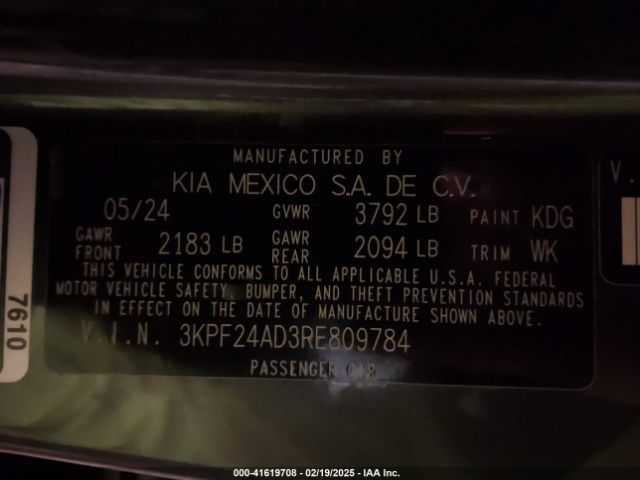 MANUFACTURED BY
KIA MEXICO S.A. DE C.V.
05/24 GVWR 3792 LB PAINT KDG
GAWR FRONT 2183 LB GAWR REAR 2094 LB TRIM WK
THIS VEHICLE CONFORMS TO ALL APPLICABLE U.S.A. FEDERAL
MOTOR VEHICLE SAFETY, BUMPER, AND THEFT PREVENTION STANDARDS
IN EFFECT ON THE DATE OF MANUFACTURE SHOWN ABOVE.
V.I.N. 3KPF24AD3RE809784
PASSENGER CAR
7610
V.
000-41619708 - 02/19/2025 - IAA Inc.